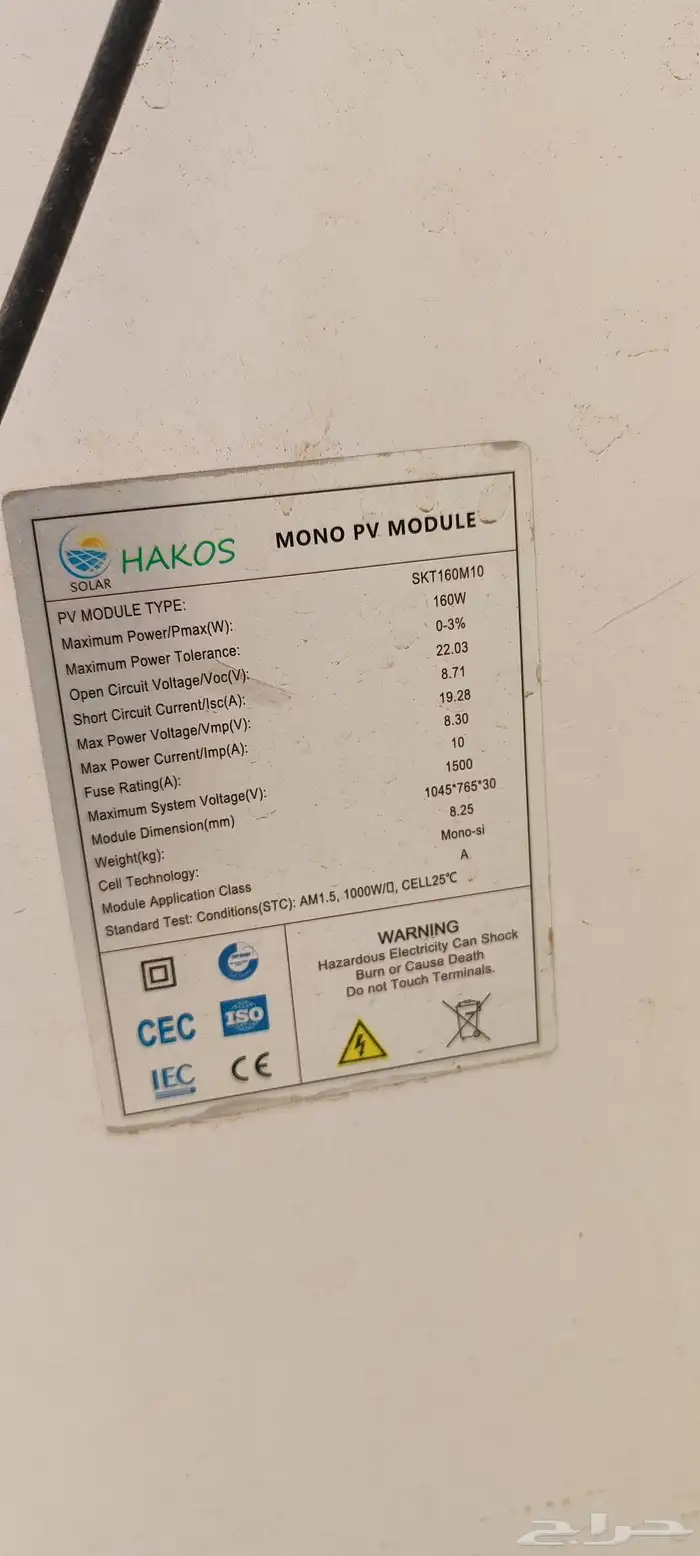 SOLAR HAKOS MONO PV MODULE
PV MODULE TYPE: SKT160M10
Maximum Power/Pmax(W): 160W
Maximum Power Tolerance: 0-3%
Open Circuit Voltage/Voc(V): 22.03
Short Circuit Current/Isc(A): 8.71
Max Power Voltage/Vmp(V): 19.28
Max Power Current/Imp(A): 8.30
Fuse Rating(A): 10
Maximum System Voltage(V): 1500
Module Dimension(mm) 1045*765*30
Weight(kg): 8.25
Cell Technology: Mono-si
Module Application Class A
Standard Test: Conditions(STC): AM1.5, 1000W/□, CELL25℃
CEC
ISO
IEC
CE
WARNING
Hazardous Electricity Can Shock
Burn or Cause Death
Do not Touch Terminals.
حراج